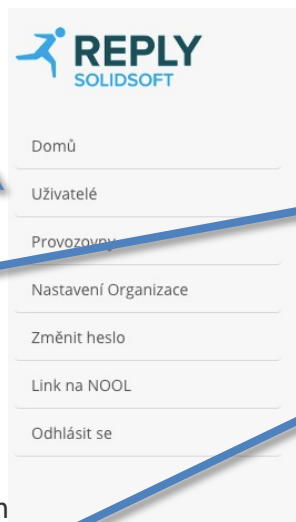 REPLY
SOLIDSOFT
Domů
Uživatelé
Provozovny
Nastavení Organizace
Změnit heslo
Link na NOOL
Odhlásit se